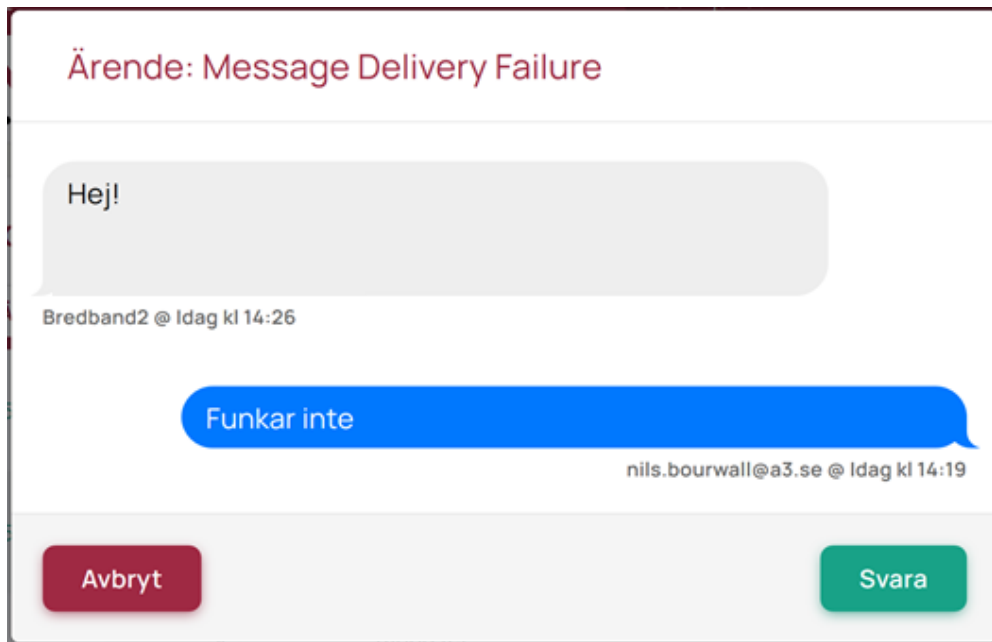 Ärende: Message Delivery Failure
Hej!
Bredband2 @ Idag kl 14:26
Funkar inte
nils.bourwall@a3.se @ Idag kl 14:19
Avbryt
Svara